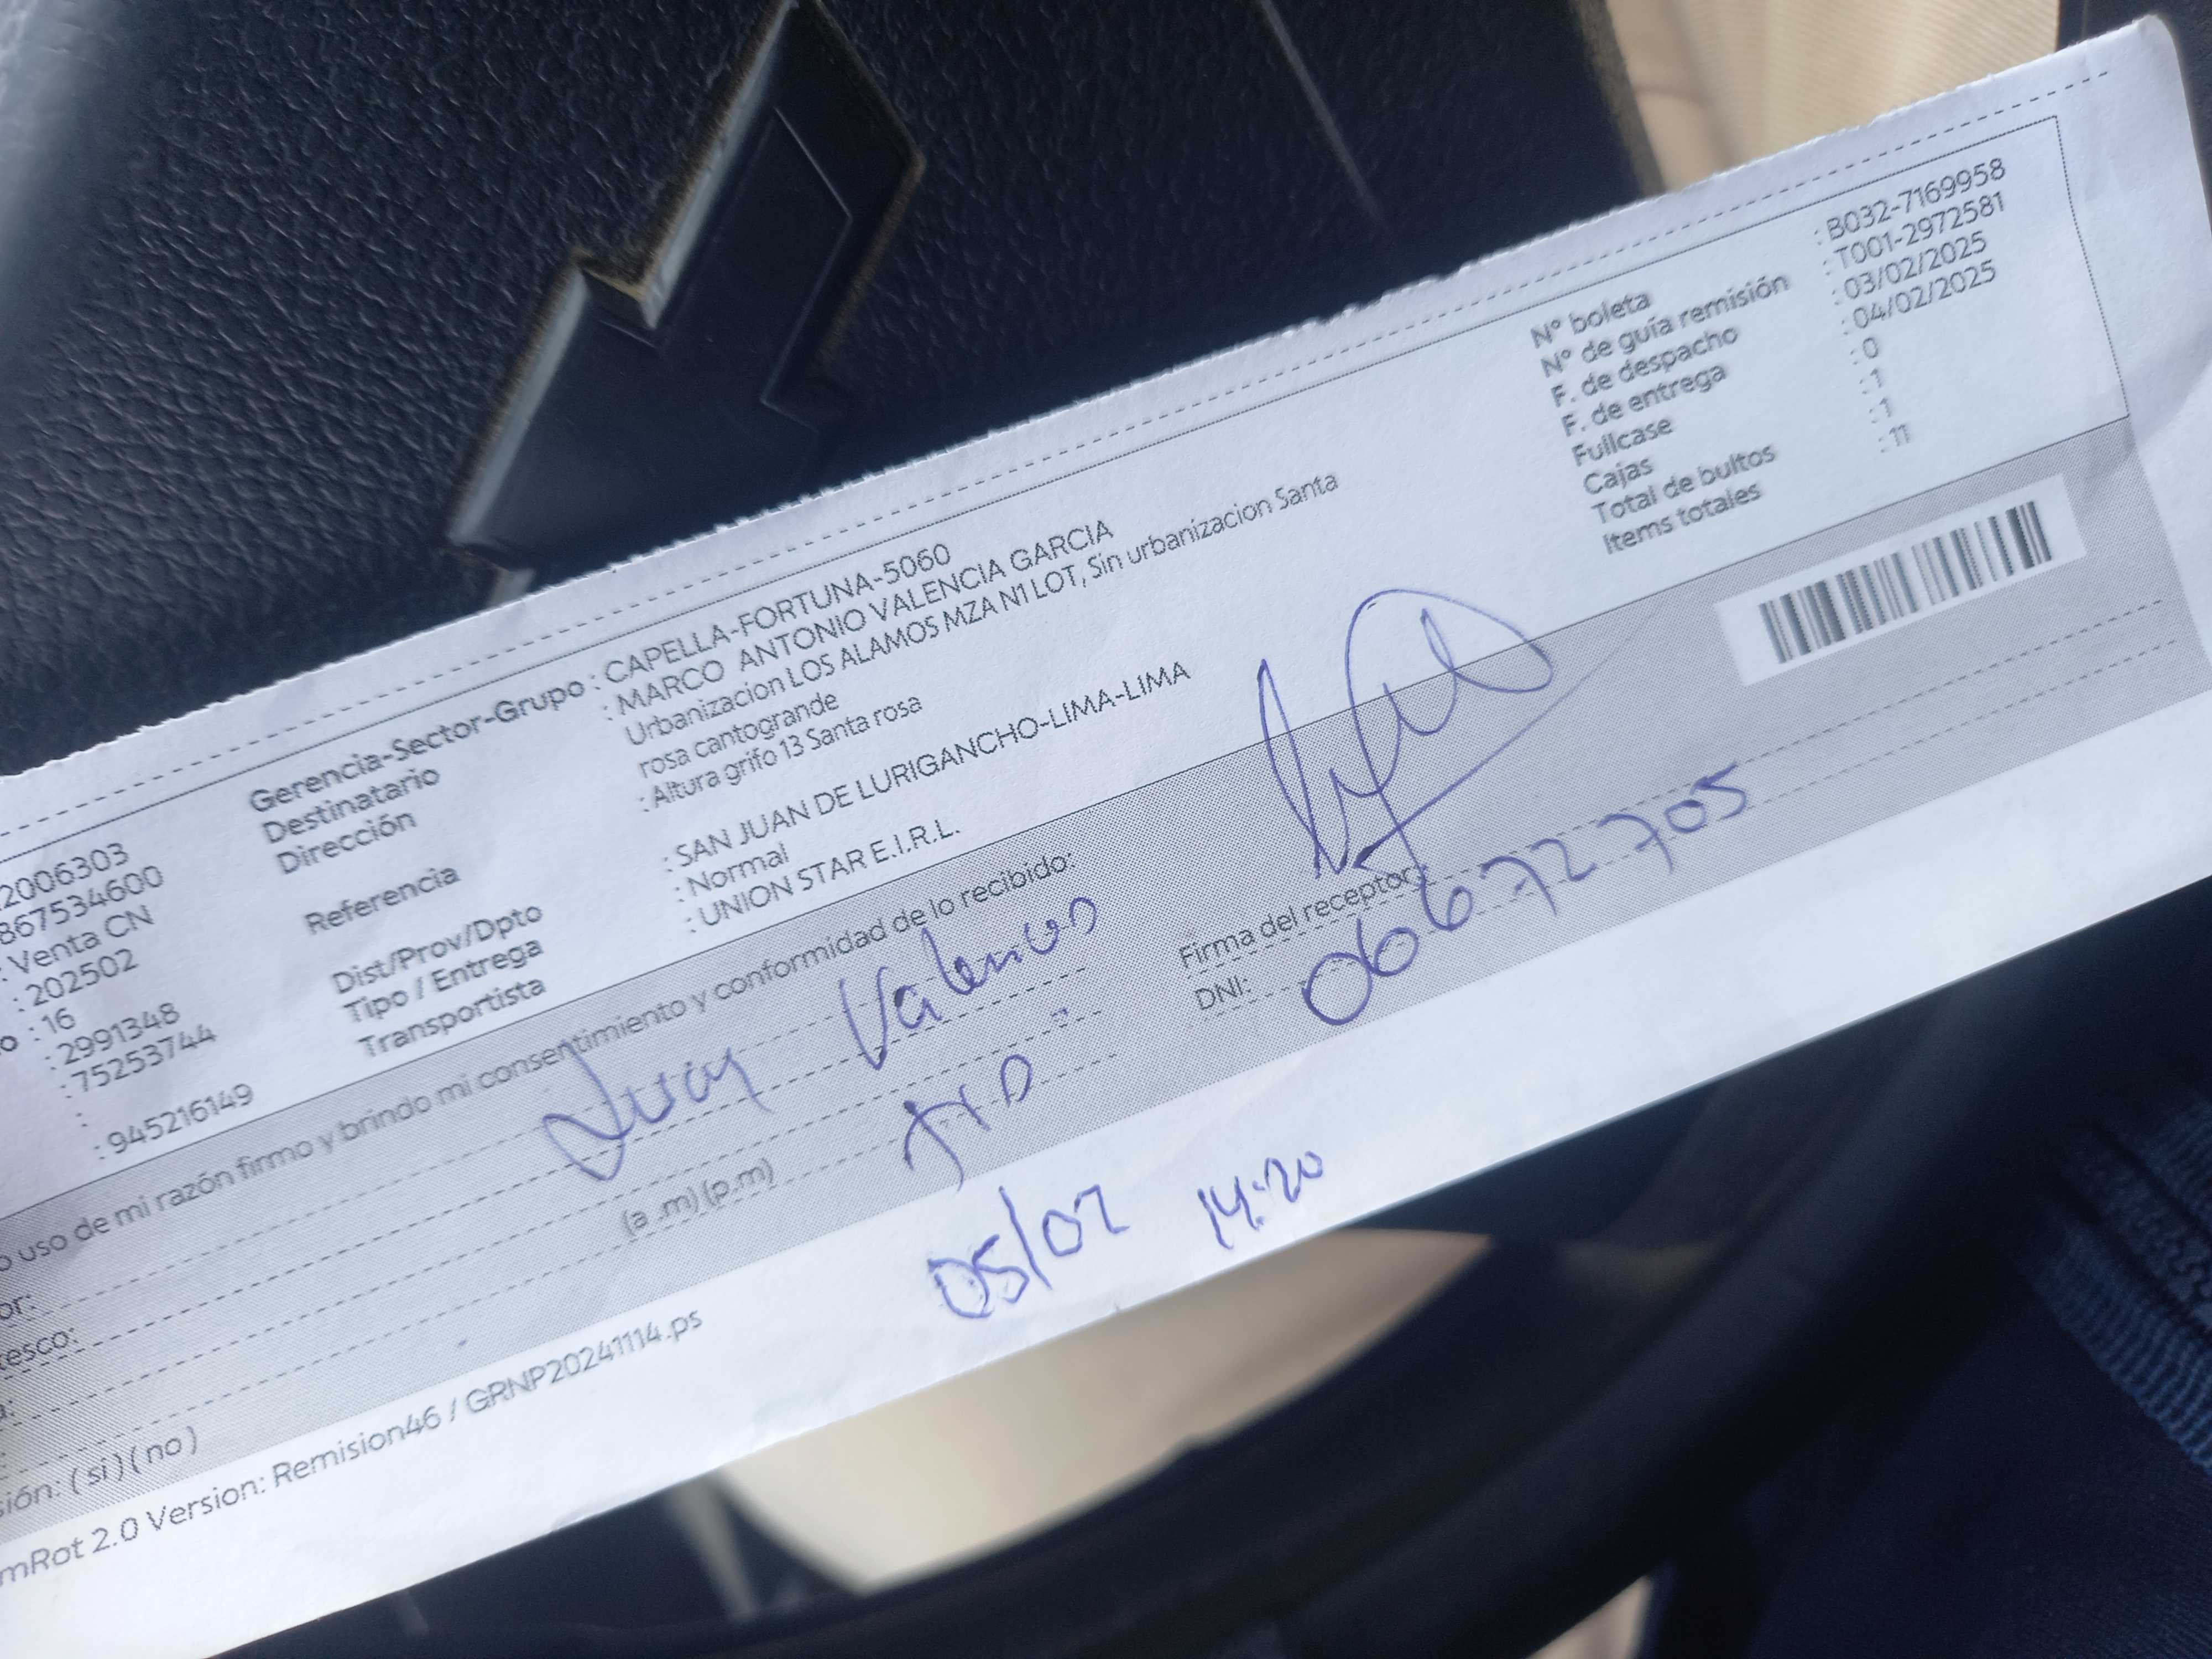 : B032-7169958
: T001-2972581
: 03/02/2025
: 04/02/2025
: 0
: 1
: 1
: 11
N° boleta
N° de guía remisión
F. de despacho
F. de entrega
Fullcase
Cajas
Total de bultos
Items totales
Gerencia-Sector-Grupo : CAPELLA-FORTUNA-5060
Destinatario : MARCO ANTONIO VALENCIA GARCIA
Dirección Urbanizacion LOS ALAMOS MZA N1 LOT, Sin urbanizacion Santa
rosa cantogrande
Referencia : Altura grifo 13 Santa rosa
Dist/Prov/Dpto : SAN JUAN DE LURIGANCHO-LIMA-LIMA
Tipo / Entrega : Normal
Transportista : UNION STAR E.I.R.L.
2006303
867534600
: Venta CN
: 202502
: 16
: 2991348
: 75253744
:
: 945216149
o uso de mi razón firmo y brindo mi consentimiento y conformidad de lo recibido:
or: Valencia
esco:
Firma del receptor:
DNI: 06672705
(a .m) (p.m)
sión: ( si ) ( no )
05/02 14:20
mRot 2.0 Version: Remision46 / GRNP20241114.ps